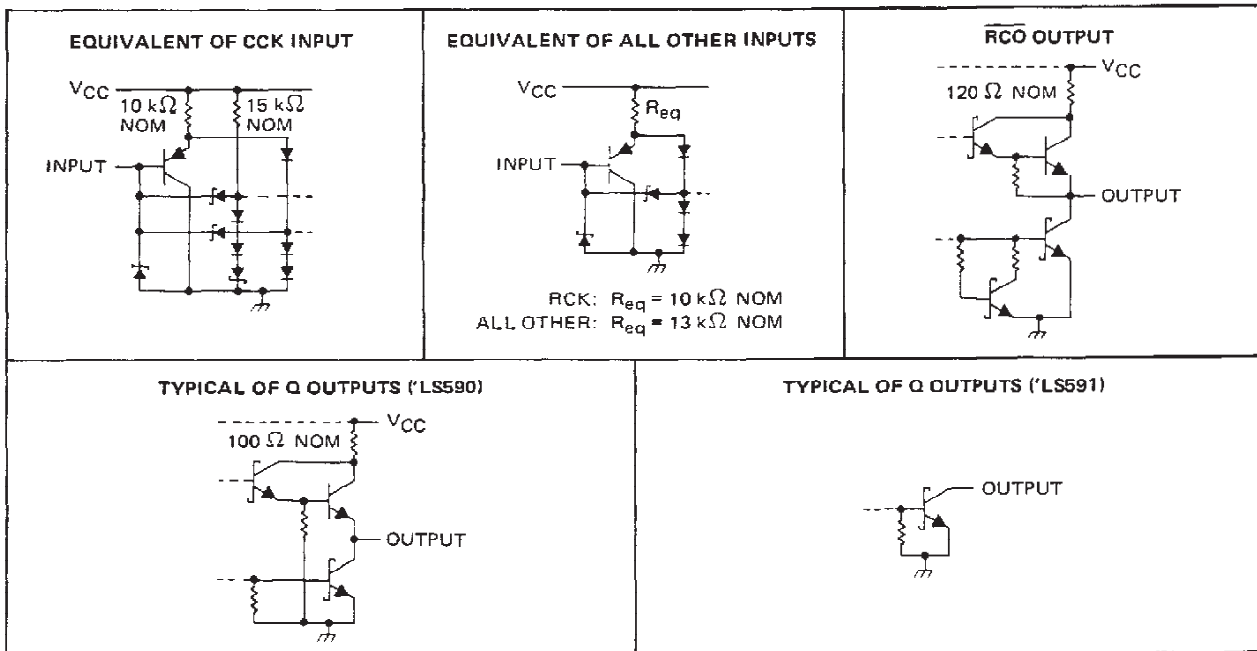 EQUIVALENT OF CCK INPUT
VCC
10 kΩ
NOM
15 kΩ
NOM
INPUT
EQUIVALENT OF ALL OTHER INPUTS
VCC
Req
INPUT
RCK: Req = 10 kΩ NOM
ALL OTHER: Req = 13 kΩ NOM
R̅C̅O̅ OUTPUT
VCC
120 Ω NOM
OUTPUT
TYPICAL OF Q OUTPUTS ('LS590)
VCC
100 Ω NOM
OUTPUT
TYPICAL OF Q OUTPUTS ('LS591)
OUTPUT